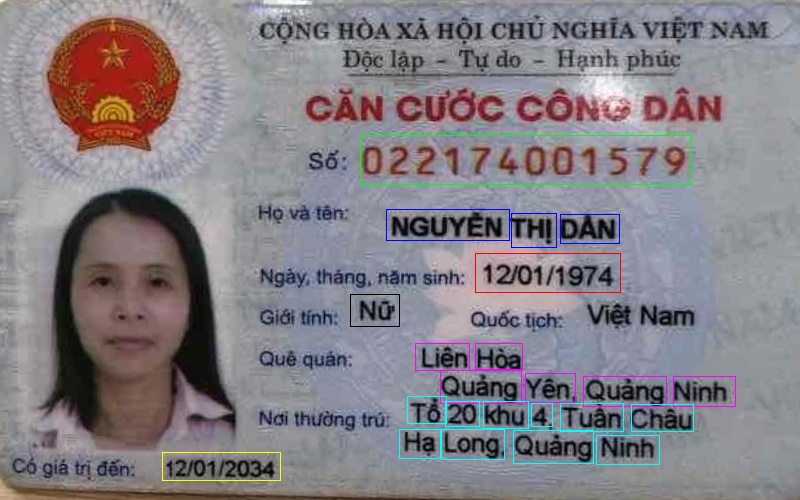 CỘNG HÒA XÃ HỘI CHỦ NGHĨA VIỆT NAM
Độc lập - Tự do - Hạnh phúc
CĂN CƯỚC CÔNG DÂN
Số: 022174001579
Họ và tên: NGUYỄN THỊ DÂN
Ngày, tháng, năm sinh: 12/01/1974
Giới tính: Nữ Quốc tịch: Việt Nam
Quê quán: Liên Hòa
Quảng Yên, Quảng Ninh
Nơi thường trú: Tổ 20 khu 4, Tuần Châu
Hạ Long, Quảng Ninh
Có giá trị đến: 12/01/2034